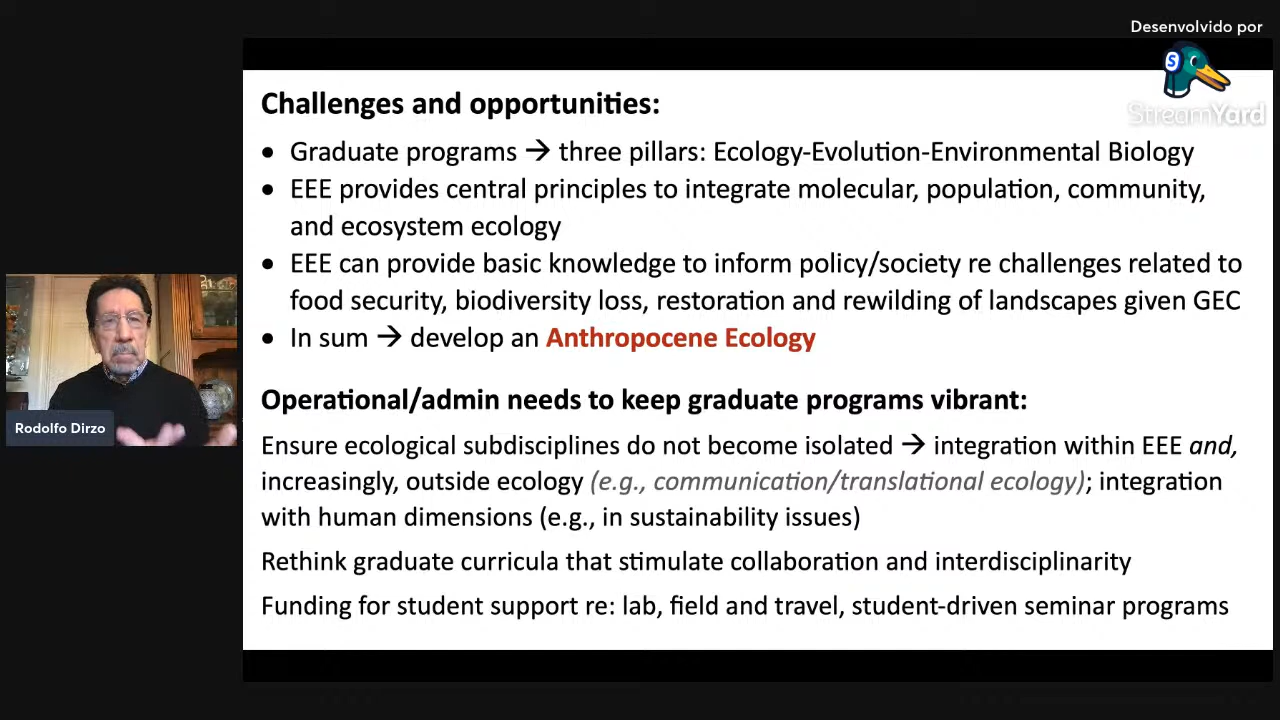 Desenvolvido por
S
StreamYard
Challenges and opportunities:
• Graduate programs → three pillars: Ecology-Evolution-Environmental Biology
• EEE provides central principles to integrate molecular, population, community,
and ecosystem ecology
• EEE can provide basic knowledge to inform policy/society re challenges related to
food security, biodiversity loss, restoration and rewilding of landscapes given GEC
• In sum → develop an Anthropocene Ecology
Operational/admin needs to keep graduate programs vibrant:
Ensure ecological subdisciplines do not become isolated → integration within EEE and,
increasingly, outside ecology (e.g., communication/translational ecology); integration
with human dimensions (e.g., in sustainability issues)
Rethink graduate curricula that stimulate collaboration and interdisciplinarity
Funding for student support re: lab, field and travel, student-driven seminar programs
Rodolfo Dirzo